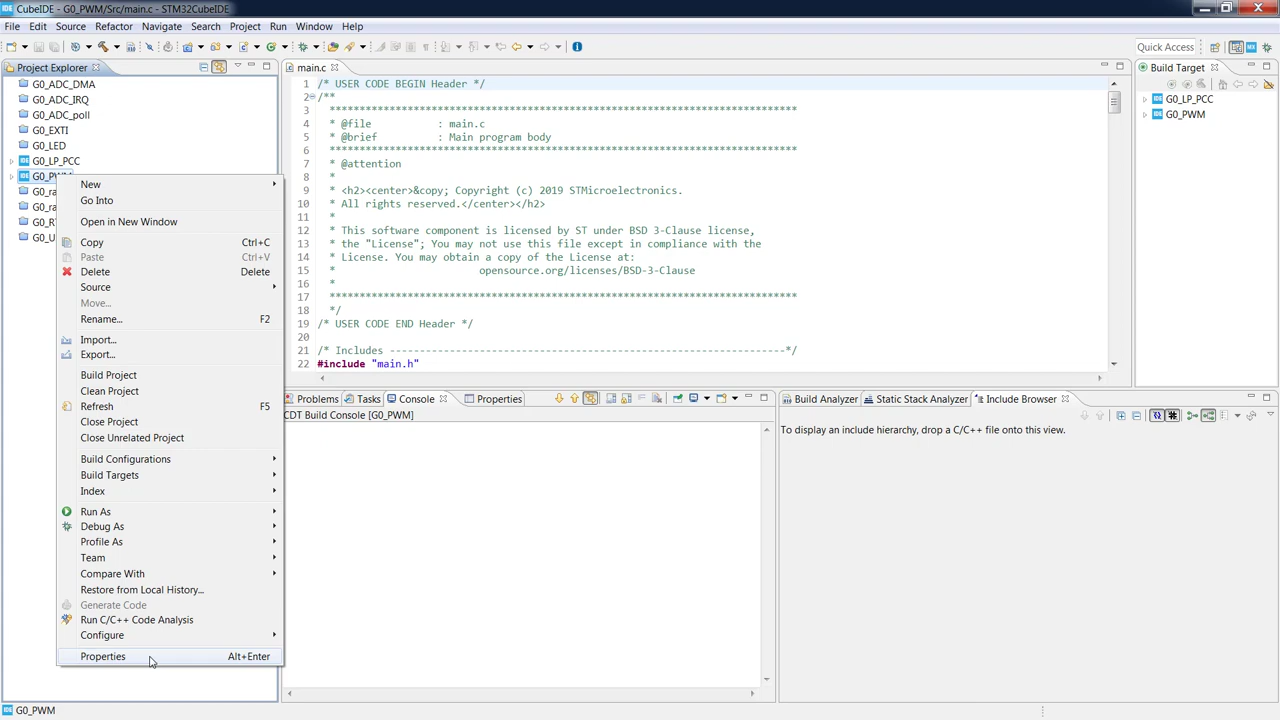 CubeIDE - G0_PWM/Src/main.c - STM32CubeIDE
File Edit Source Refactor Navigate Search Project Run Window Help
Quick Access
Project Explorer
G0_ADC_DMA
G0_ADC_IRQ
G0_ADC_poll
G0_EXTI
G0_LED
G0_LP_PCC
G0_PWM
G0_ra
G0_ra
G0_R
G0_U
New
Go Into
Open in New Window
Copy Ctrl+C
Paste Ctrl+V
Delete Delete
Source
Move...
Rename... F2
Import...
Export...
Build Project
Clean Project
Refresh F5
Close Project
Close Unrelated Project
Build Configurations
Build Targets
Index
Run As
Debug As
Profile As
Team
Compare With
Restore from Local History...
Generate Code
Run C/C++ Code Analysis
Configure
Properties Alt+Enter
main.c
1 /* USER CODE BEGIN Header */
2 /**
3 ******************************************************************************
4 * @file : main.c
5 * @brief : Main program body
6 ******************************************************************************
7 * @attention
8 *
9 * <h2><center>&copy; Copyright (c) 2019 STMicroelectronics.
10 * All rights reserved.</center></h2>
11 *
12 * This software component is licensed by ST under BSD 3-Clause license,
13 * the "License"; You may not use this file except in compliance with the
14 * License. You may obtain a copy of the License at:
15 * opensource.org/licenses/BSD-3-Clause
16 *
17 ******************************************************************************
18 */
19 /* USER CODE END Header */
20
21 /* Includes ------------------------------------------------------------------*/
22 #include "main.h"
Build Target
G0_LP_PCC
G0_PWM
Problems Tasks Console Properties
CDT Build Console [G0_PWM]
Build Analyzer Static Stack Analyzer Include Browser
To display an include hierarchy, drop a C/C++ file onto this view.
G0_PWM